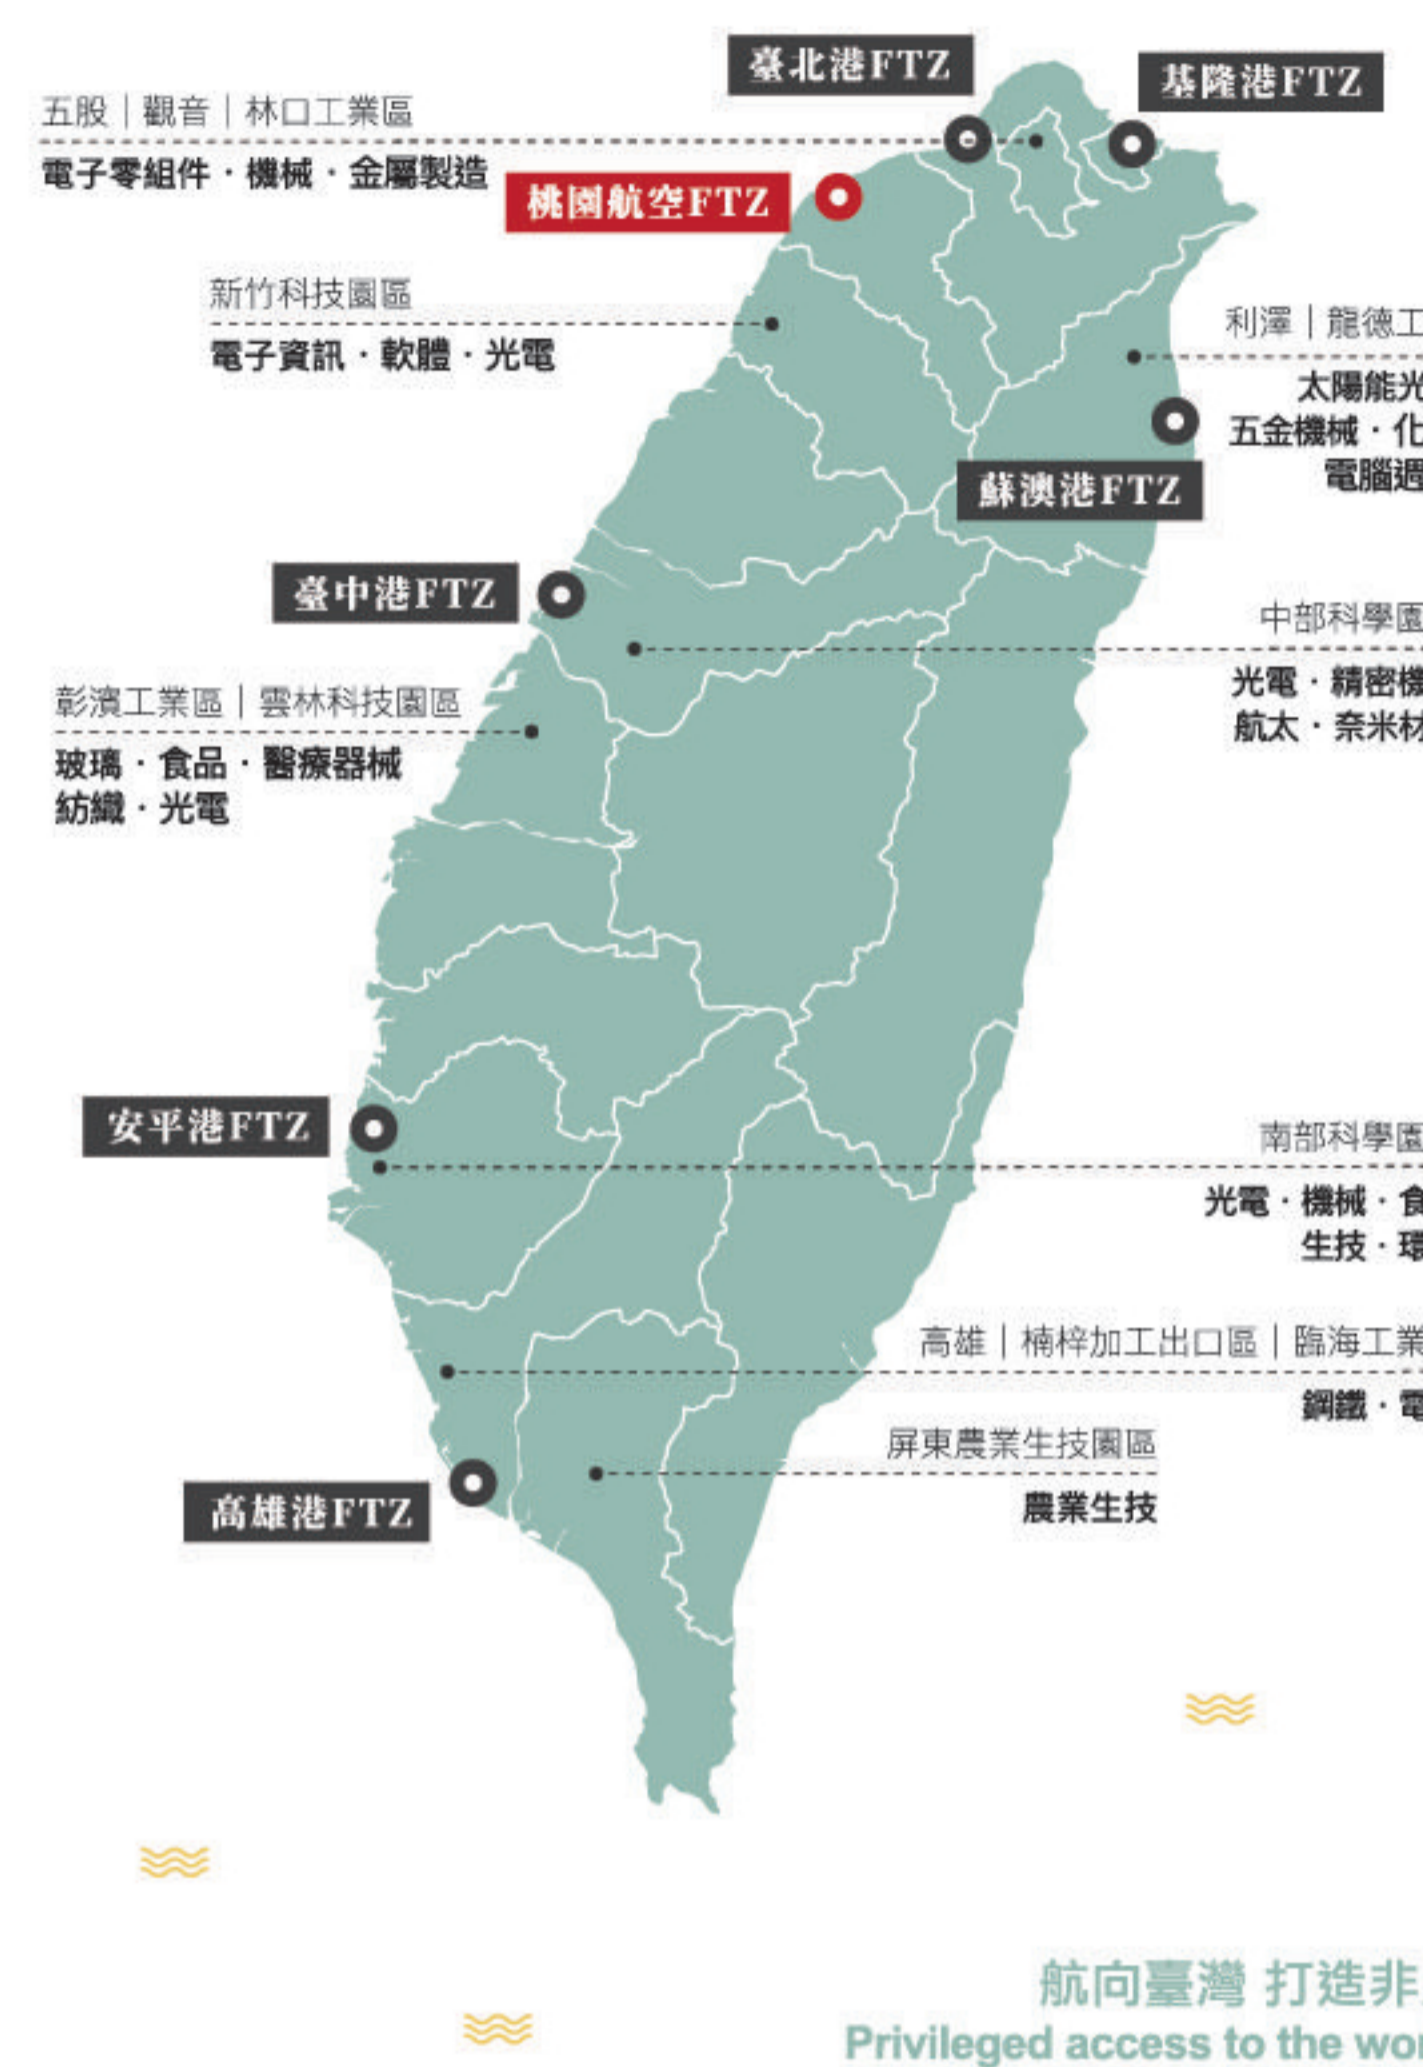 臺北港FTZ
基隆港FTZ
五股｜觀音｜林口工業區
電子零組件・機械・金屬製造
桃園航空FTZ
新竹科技園區
電子資訊・軟體・光電
利澤｜龍德工
太陽能光
五金機械・化
電腦週
蘇澳港FTZ
臺中港FTZ
中部科學園
光電・精密機
航太・奈米材
彰濱工業區｜雲林科技園區
玻璃・食品・醫療器械
紡織・光電
安平港FTZ
南部科學園
光電・機械・食
生技・環
高雄｜楠梓加工出口區｜臨海工業
鋼鐵・電
屏東農業生技園區
農業生技
高雄港FTZ
航向臺灣 打造非
Privileged access to the wor